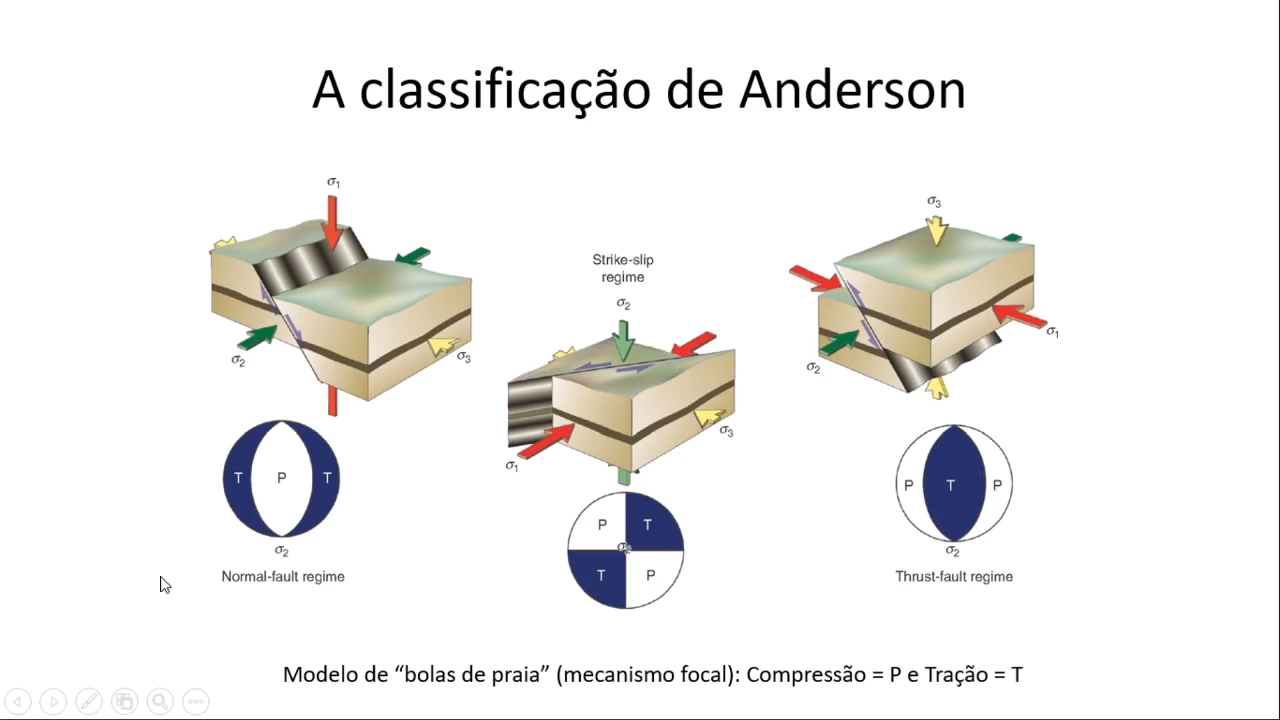 A classificação de Anderson
σ1
σ2
σ3
T P T
σ2
Normal-fault regime
Strike-slip
regime
σ2
σ1
σ3
P T
σ2
T P
σ3
σ1
σ2
P T P
σ2
Thrust-fault regime
Modelo de “bolas de praia” (mecanismo focal): Compressão = P e Tração = T